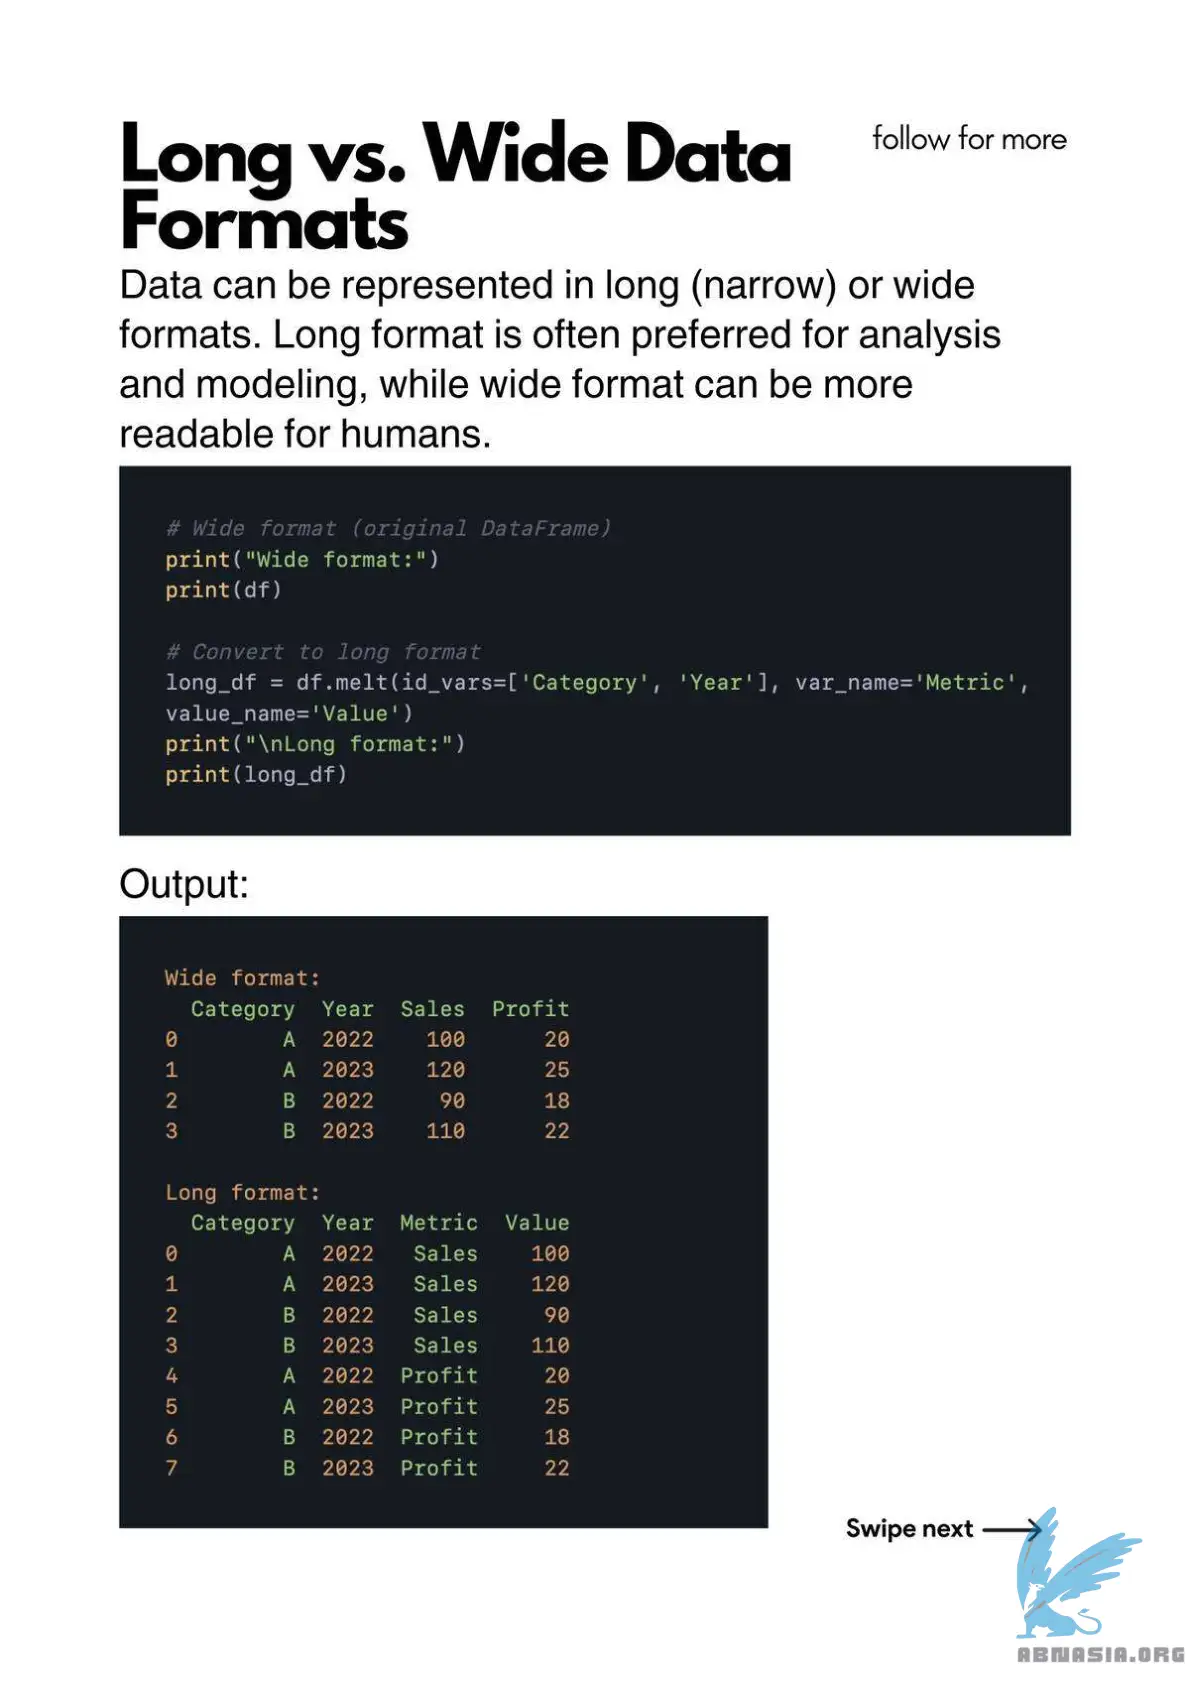 Long vs. Wide Data
Formats
follow for more
Data can be represented in long (narrow) or wide
formats. Long format is often preferred for analysis
and modeling, while wide format can be more
readable for humans.
# Wide format (original DataFrame)
print("Wide format:")
print(df)
# Convert to long format
long_df = df.melt(id_vars=['Category', 'Year'], var_name='Metric',
value_name='Value')
print("\nLong format:")
print(long_df)
Output:
Wide format:
Category Year Sales Profit
0 A 2022 100 20
1 A 2023 120 25
2 B 2022 90 18
3 B 2023 110 22
Long format:
Category Year Metric Value
0 A 2022 Sales 100
1 A 2023 Sales 120
2 B 2022 Sales 90
3 B 2023 Sales 110
4 A 2022 Profit 20
5 A 2023 Profit 25
6 B 2022 Profit 18
7 B 2023 Profit 22
Swipe next
ABNASIA.ORG